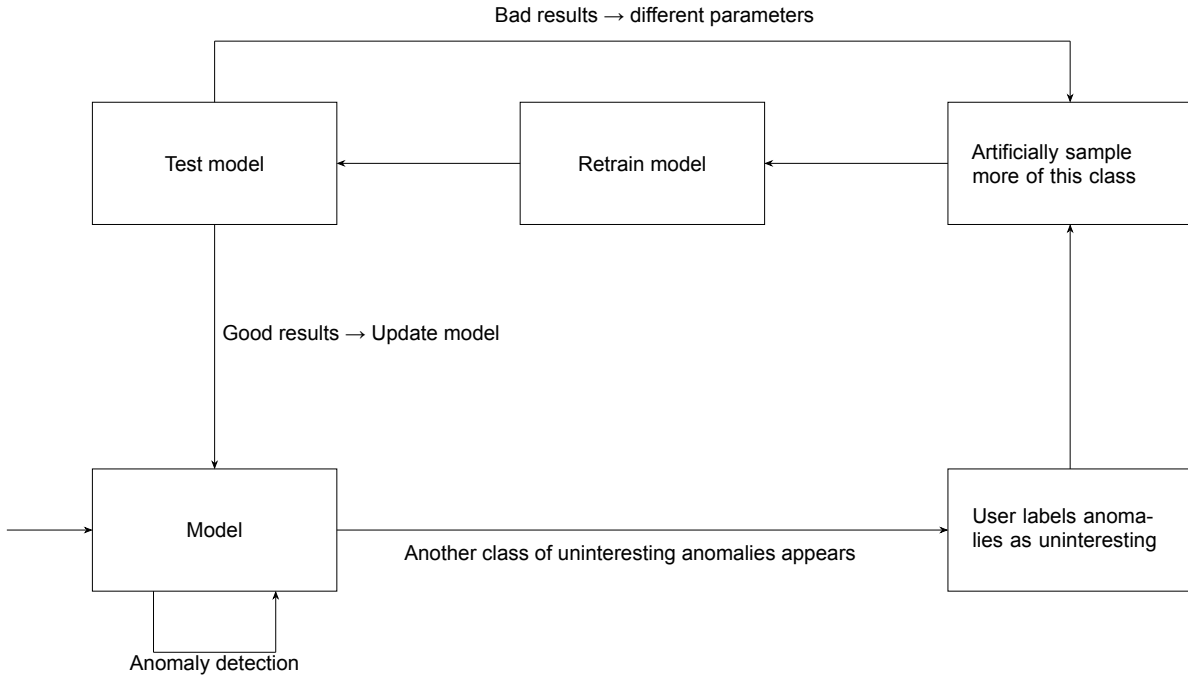 Bad results → different parameters
Test model
Retrain model
Artificially sample
more of this class
Good results → Update model
Model
Another class of uninteresting anomalies appears
User labels anoma-
lies as uninteresting
Anomaly detection